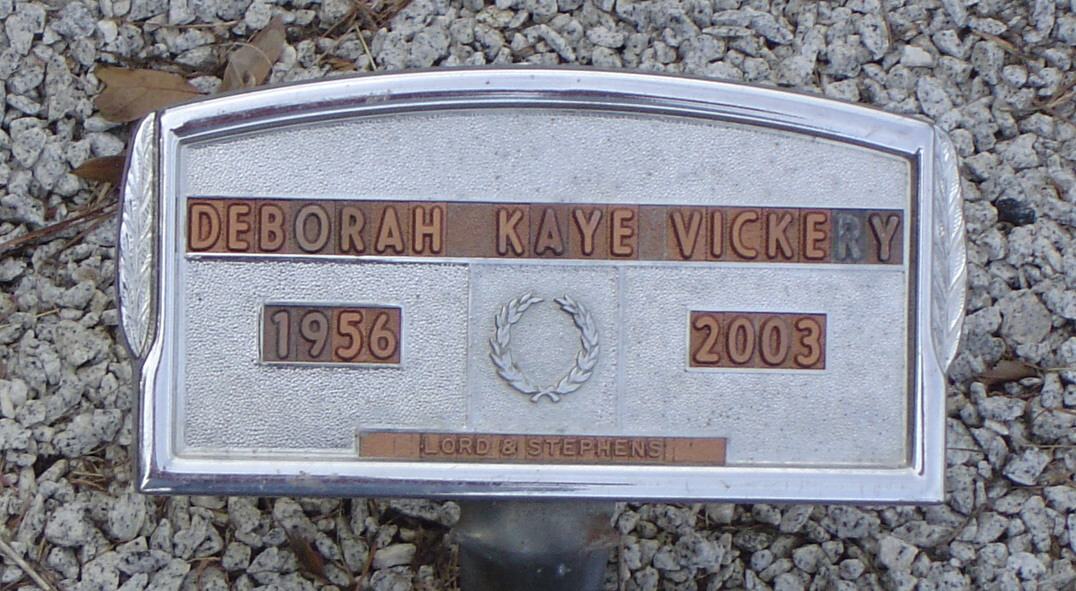 DEBORAH KAYE VICKERY
1956 2003
LORD & STEPHENS